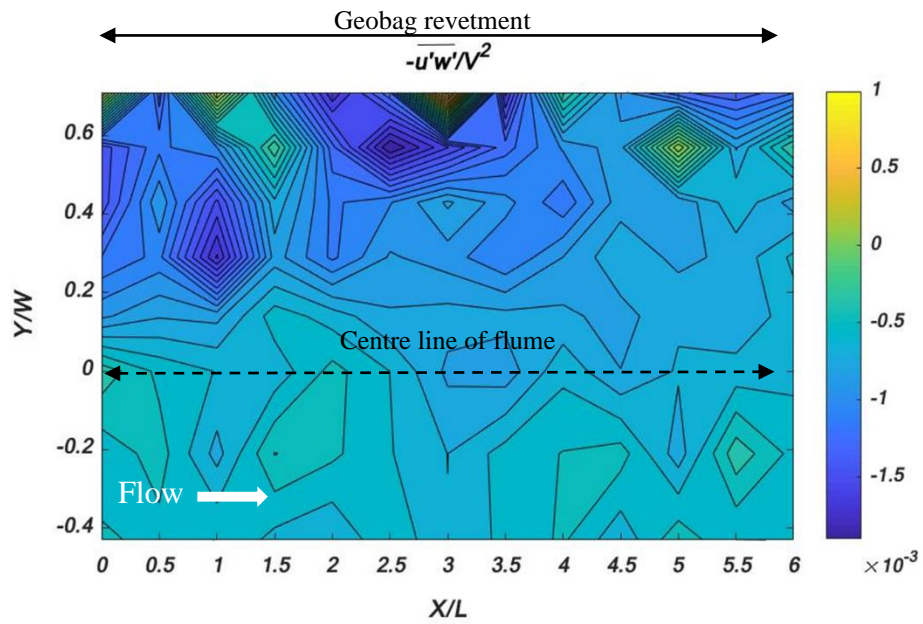 Geobag revetment
-u'w'/V²
1
0.6
0.5
0.4
0
0.2
Y/W
Centre line of flume
-0.5
0
-1
-0.2
-1.5
Flow
-0.4
0 0.5 1 1.5 2 2.5 3 3.5 4 4.5 5 5.5 6
×10⁻³
X/L